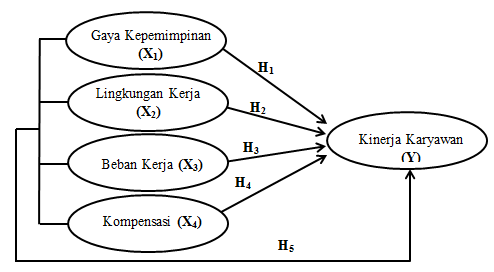 Gaya Kepemimpinan
(X1)
H1
Lingkungan Kerja
(X2)
H2
Kinerja Karyawan
(Y)
Beban Kerja (X3)
H3
H4
Kompensasi (X4)
H5